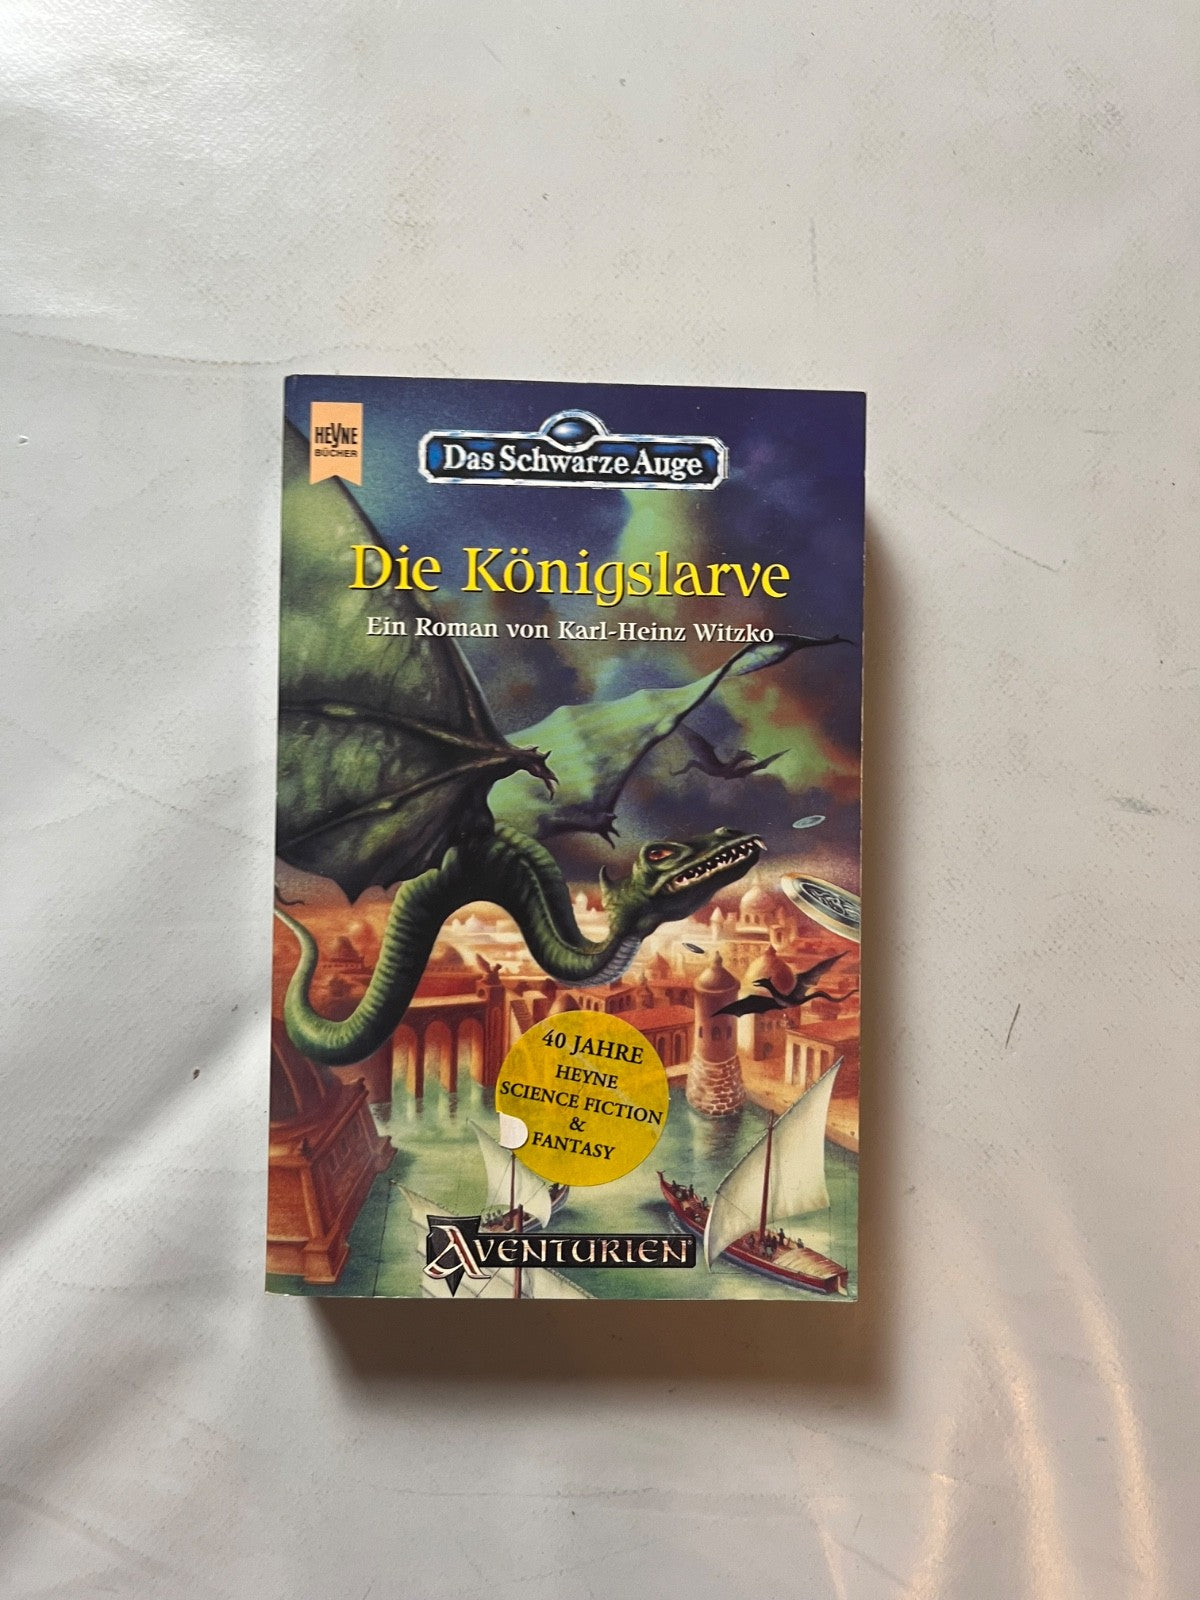 HEYNE
BÜCHER
Das Schwarze Auge
Die Königslarve
Ein Roman von Karl-Heinz Witzko
40 JAHRE
HEYNE
SCIENCE FICTION
&
FANTASY
AVENTURIEN